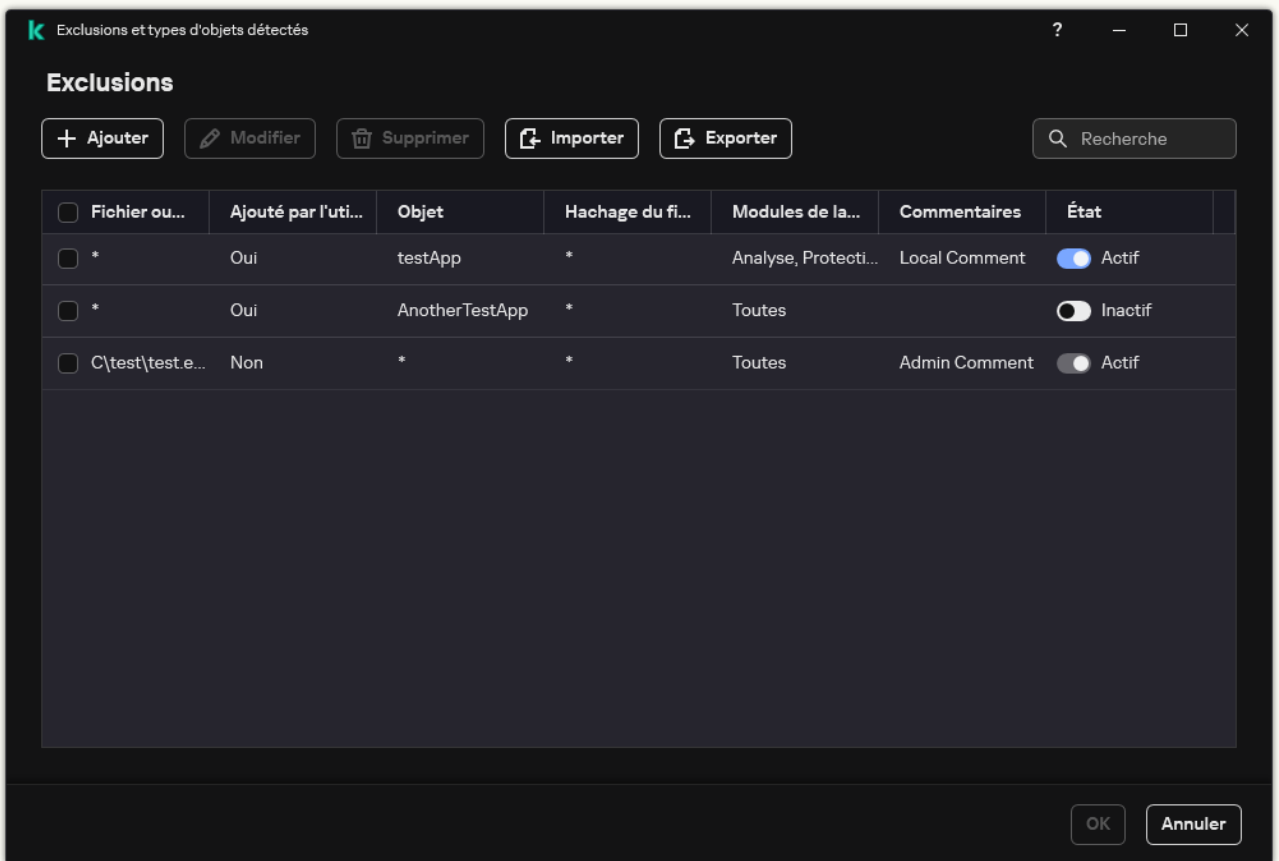 Exclusions et types d'objets détectés ?
Exclusions
Ajouter Modifier Supprimer Importer Exporter Recherche
Fichier ou... Ajouté par l'uti... Objet Hachage du fi... Modules de la... Commentaires État
* Oui testApp * Analyse, Protecti... Local Comment Actif
* Oui AnotherTestApp * Toutes Inactif
C\test\test.e... Non * * Toutes Admin Comment Actif
OK Annuler